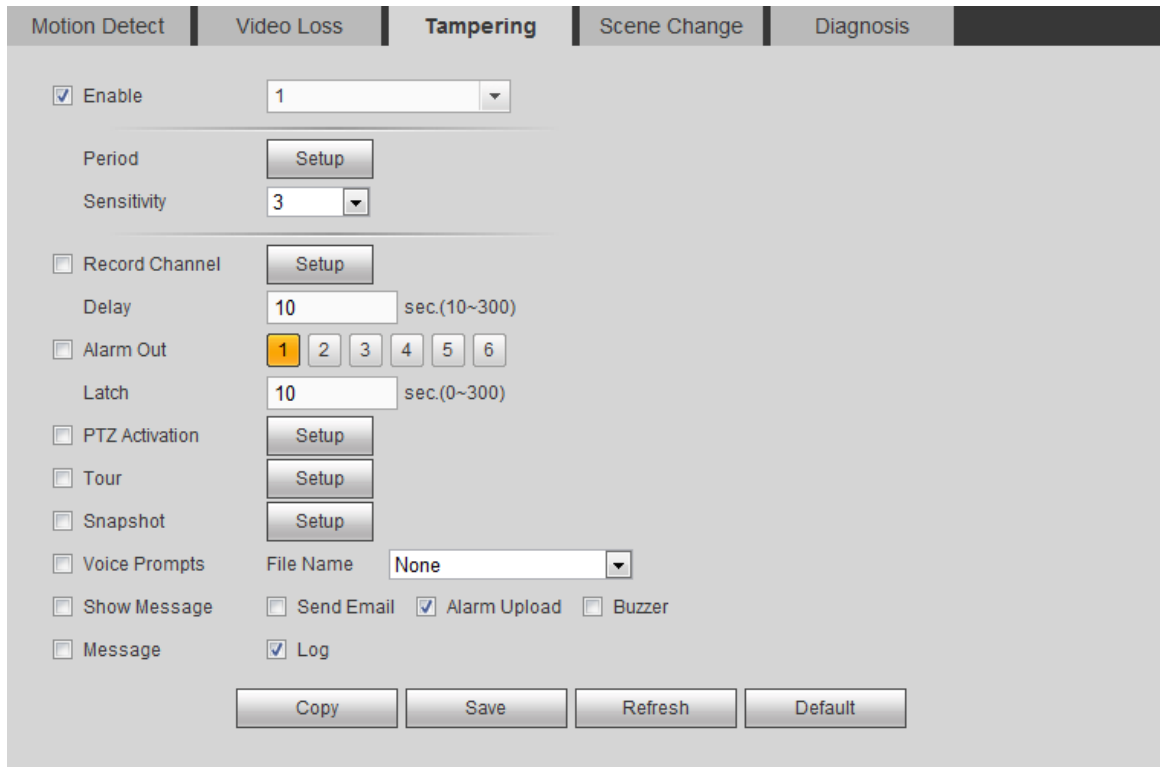 Motion Detect Video Loss Tampering Scene Change Diagnosis
Enable 1
Period Setup
Sensitivity 3
Record Channel Setup
Delay 10 sec.(10~300)
Alarm Out 1 2 3 4 5 6
Latch 10 sec.(0~300)
PTZ Activation Setup
Tour Setup
Snapshot Setup
Voice Prompts File Name None
Show Message Send Email Alarm Upload Buzzer
Message Log
Copy Save Refresh Default